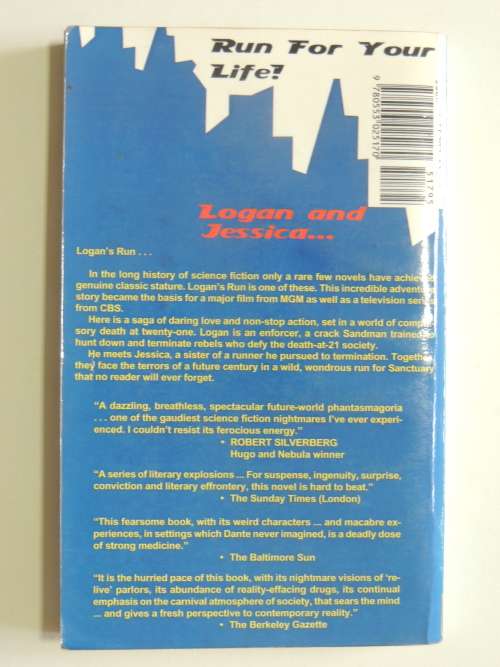 Run For Your
Life!
9 780553 025170
51795
Logan and
Jessica...
Logan's Run . . .
In the long history of science fiction only a rare few novels have achieved
genuine classic stature. Logan's Run is one of these. This incredible adventure
story became the basis for a major film from MGM as well as a television series
from CBS.
Here is a saga of daring love and non-stop action, set in a world of compul-
sory death at twenty-one. Logan is an enforcer, a crack Sandman trained to
hunt down and terminate rebels who defy the death-at-21 society.
He meets Jessica, a sister of a runner he pursued to termination. Together,
they face the terrors of a future century in a wild, wondrous run for Sanctuary
that no reader will ever forget.
"A dazzling, breathless, spectacular future-world phantasmagoria
. . . one of the gaudiest science fiction nightmares I've ever experi-
enced. I couldn't resist its ferocious energy."
• ROBERT SILVERBERG
Hugo and Nebula winner
"A series of literary explosions ... For suspense, ingenuity, surprise,
conviction and literary effrontery, this novel is hard to beat."
• The Sunday Times (London)
"This fearsome book, with its weird characters ... and macabre ex-
periences, in settings which Dante never imagined, is a deadly dose
of strong medicine."
• The Baltimore Sun
"It is the hurried pace of this book, with its nightmare visions of 're-
live' parlors, its abundance of reality-effacing drugs, its continual
emphasis on the carnival atmosphere of society, that sears the mind
... and gives a fresh perspective to contemporary reality."
• The Berkeley Gazette